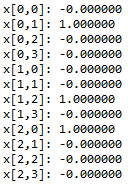 x[0,0]: -0.000000
x[0,1]: 1.000000
x[0,2]: -0.000000
x[0,3]: -0.000000
x[1,0]: -0.000000
x[1,1]: -0.000000
x[1,2]: 1.000000
x[1,3]: -0.000000
x[2,0]: 1.000000
x[2,1]: -0.000000
x[2,2]: -0.000000
x[2,3]: -0.000000